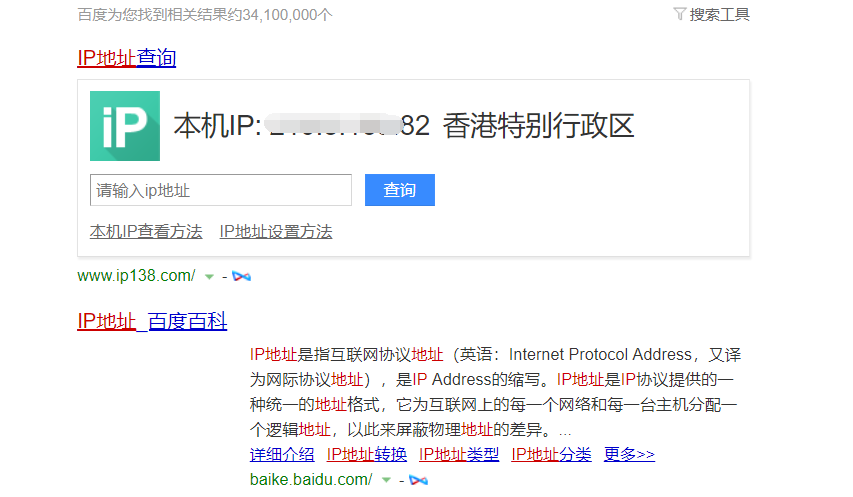 百度为您找到相关结果约34,100,000个
搜索工具
IP地址查询
iP
本机IP: 82 香港特别行政区
请输入ip地址
查询
本机IP查看方法 IP地址设置方法
www.ip138.com/ -
IP地址_百度百科
IP地址是指互联网协议地址（英语：Internet Protocol Address，又译
为网际协议地址），是IP Address的缩写。IP地址是IP协议提供的一
种统一的地址格式，它为互联网上的每一个网络和每一台主机分配一
个逻辑地址，以此来屏蔽物理地址的差异。...
详细介绍 IP地址转换 IP地址类型 IP地址分类 更多>>
baike.baidu.com/ -